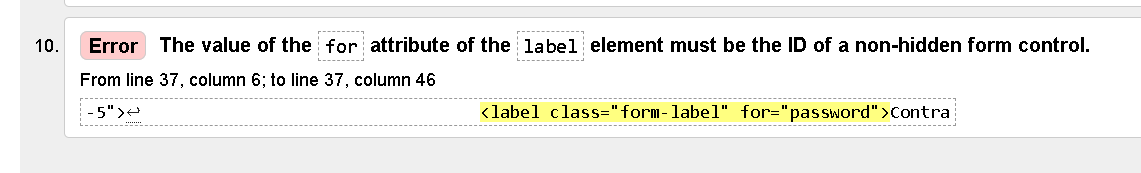 10. Error The value of the for attribute of the label element must be the ID of a non-hidden form control.
From line 37, column 6; to line 37, column 46
-5">↩ <label class="form-label" for="password">Contra